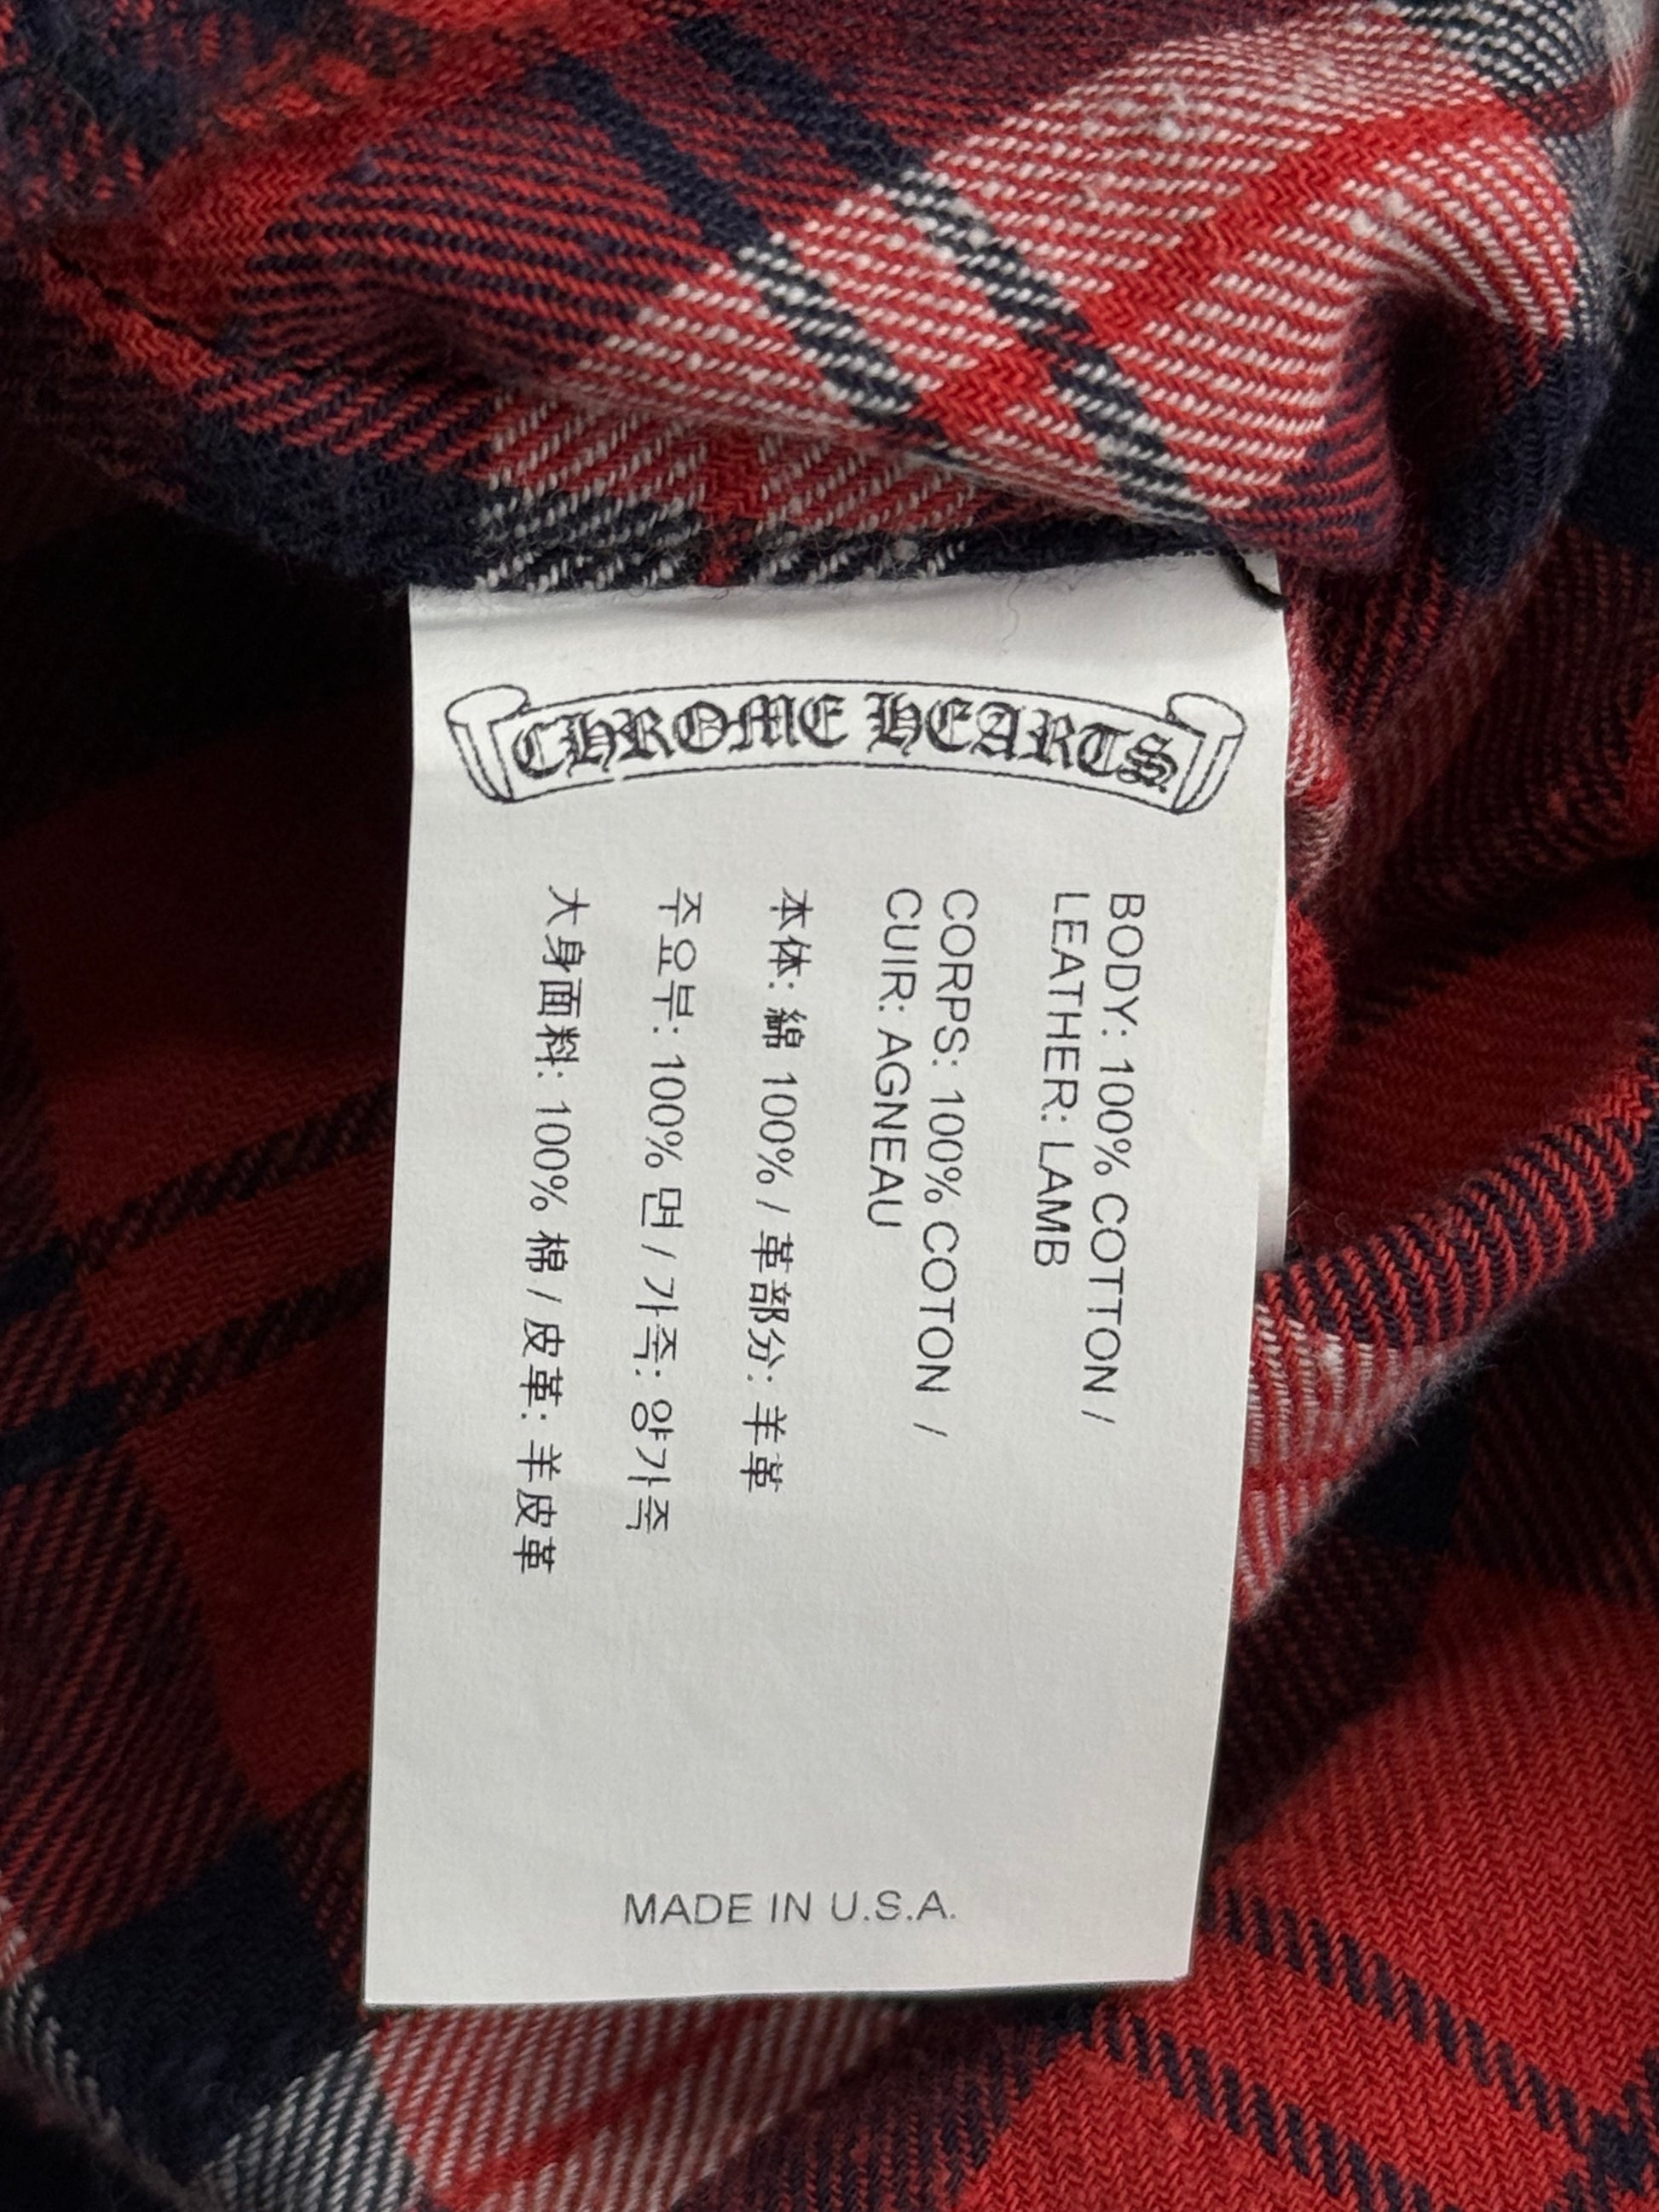 CHROME HEARTS
BODY: 100% COTTON /
LEATHER: LAMB
CORPS: 100% COTON /
CUIR: AGNEAU
本体: 綿 100% / 革部分: 羊革
주요부: 100% 면 / 가죽: 양가죽
大身面料: 100% 棉 / 皮革: 羊皮革
MADE IN U.S.A.